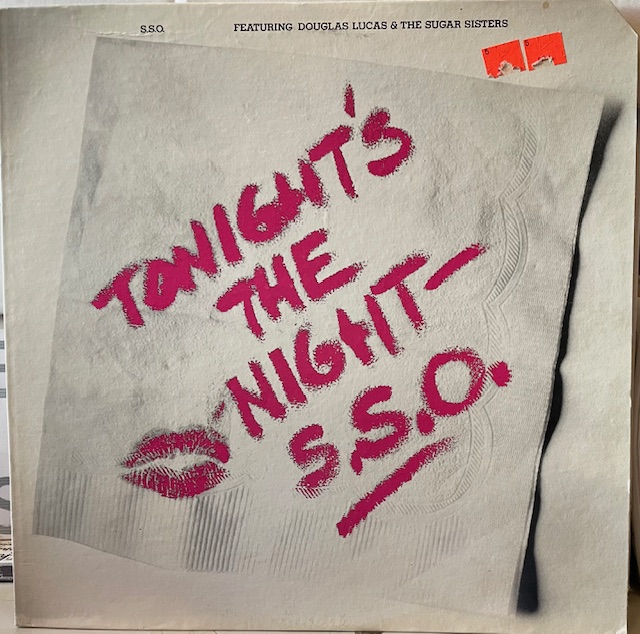 S.S.O. FEATURING DOUGLAS LUCAS & THE SUGAR SISTERS
TONIGHT'S
THE
NIGHT—
S.S.O.